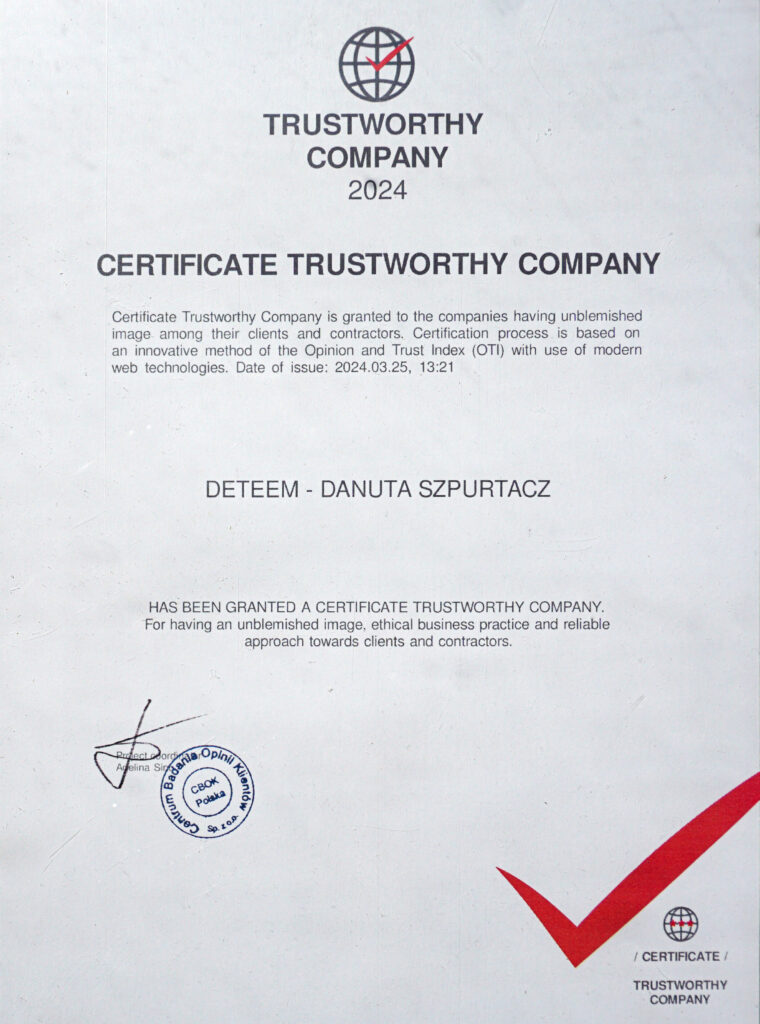 TRUSTWORTHY
COMPANY
2024
CERTIFICATE TRUSTWORTHY COMPANY
Certificate Trustworthy Company is granted to the companies having unblemished
image among their clients and contractors. Certification process is based on
an innovative method of the Opinion and Trust Index (OTI) with use of modern
web technologies. Date of issue: 2024.03.25, 13:21
DETEEM - DANUTA SZPURTACZ
HAS BEEN GRANTED A CERTIFICATE TRUSTWORTHY COMPANY.
For having an unblemished image, ethical business practice and reliable
approach towards clients and contractors.
Project
Adelina
Centrum Badania Opinii Klientów
CBOK
Polska
Sp. z o.o.
/ CERTIFICATE /
TRUSTWORTHY
COMPANY